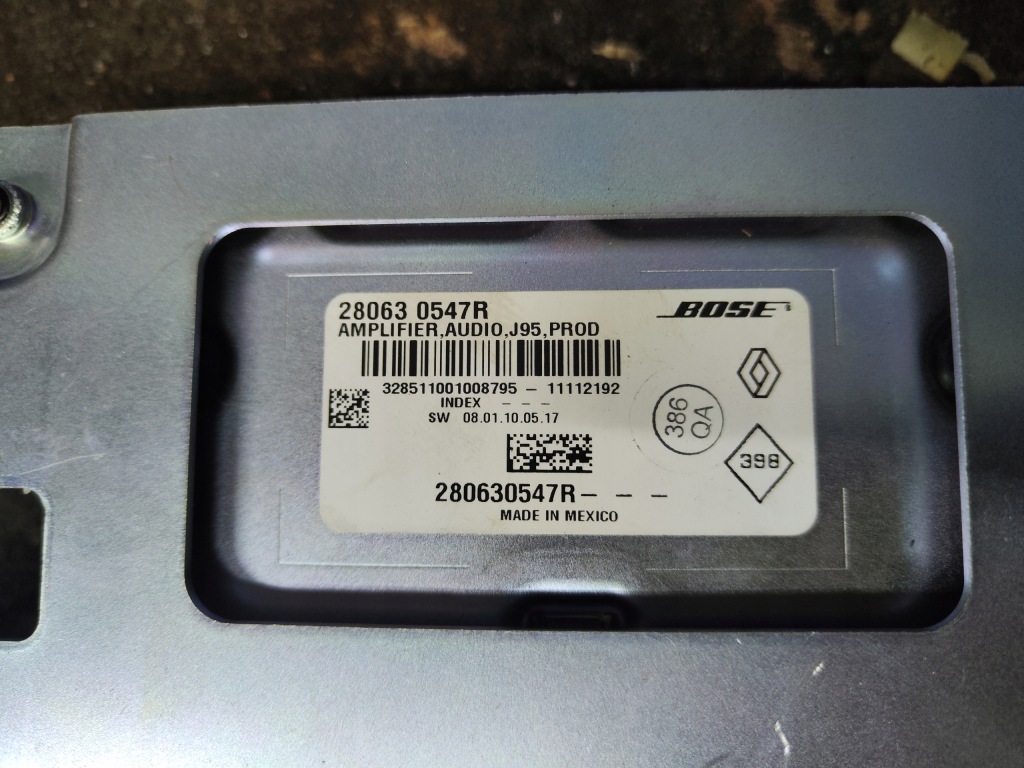 28063 0547R
BOSE
AMPLIFIER,AUDIO,J95,PROD
328511001008795 - 11112192
INDEX - - -
SW 08.01.10.05.17
386
QA
398
280630547R- - -
MADE IN MEXICO